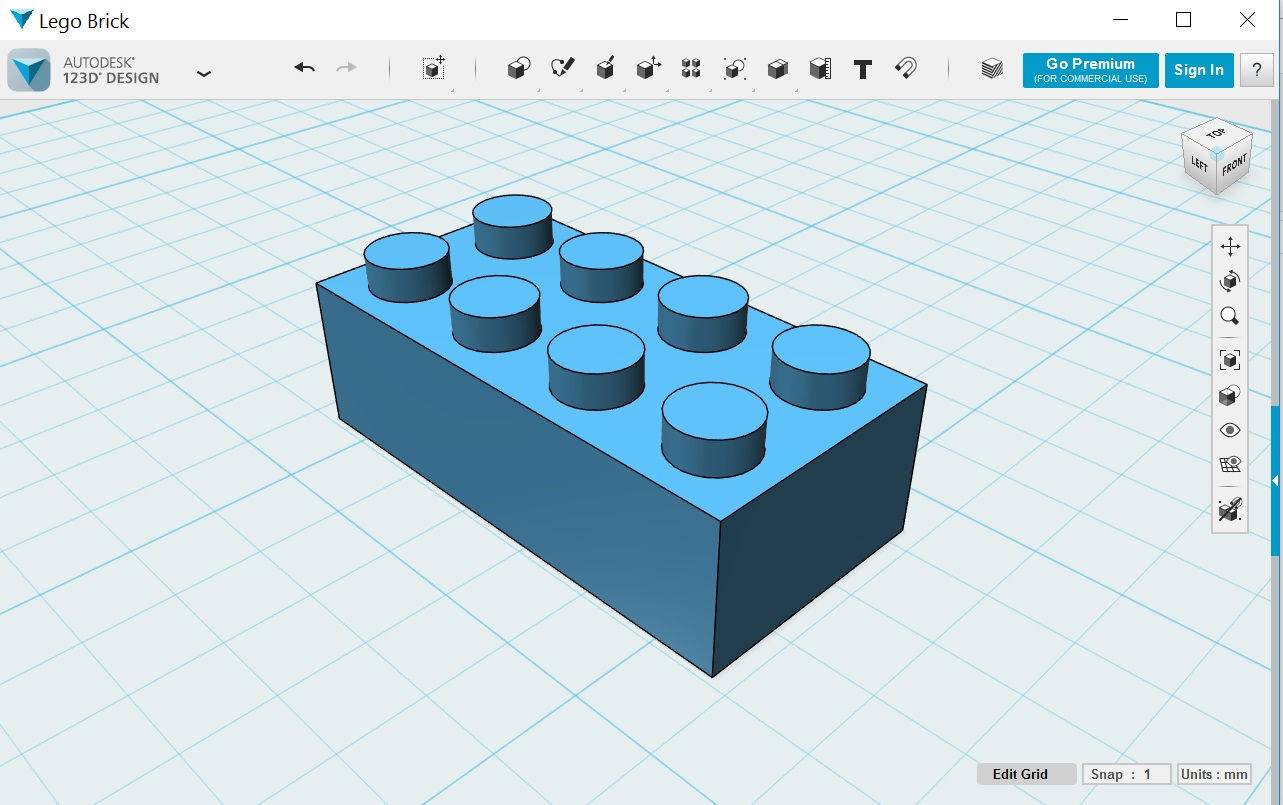 Lego Brick
AUTODESK®
123D® DESIGN
Go Premium
(FOR COMMERCIAL USE)
Sign In
?
TOP
LEFT
FRONT
Edit Grid
Snap : 1
Units : mm